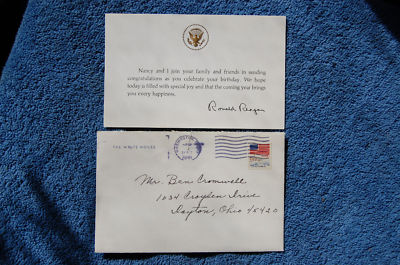 Nancy and I join your family and friends in sending
congratulations as you celebrate your birthday. We hope
today is filled with special joy and that the coming year brings
you every happiness.
Ronald Reagan
THE WHITE HOUSE
Mr. Ben Cromwell
1034 Croyden Drive
Dayton, Ohio 45420